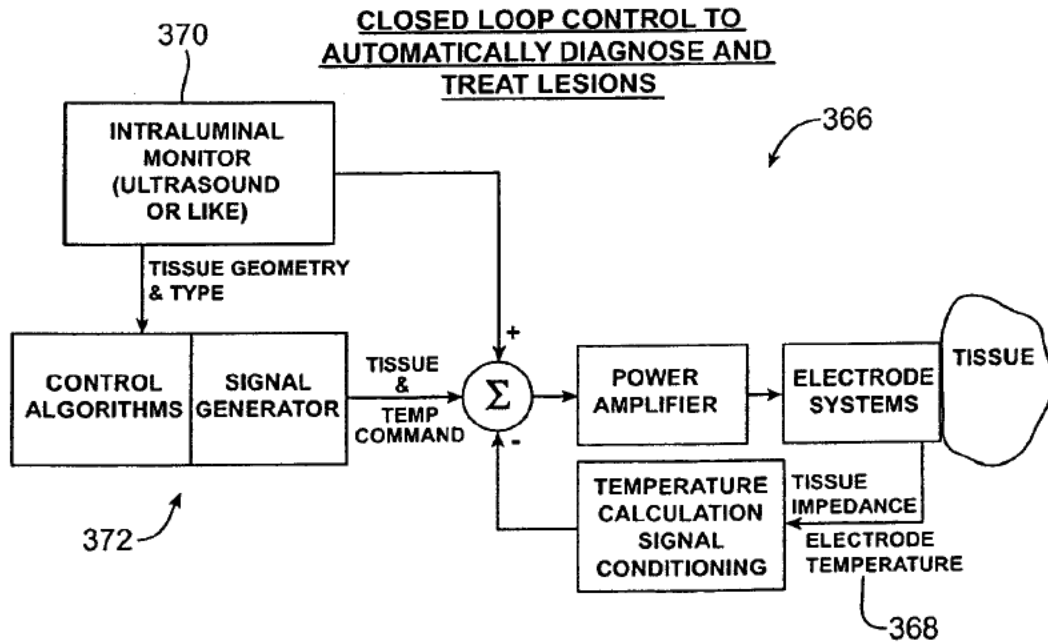 CLOSED LOOP CONTROL TO
AUTOMATICALLY DIAGNOSE AND
TREAT LESIONS
370
366
INTRALUMINAL
MONITOR
(ULTRASOUND
OR LIKE)
TISSUE GEOMETRY
& TYPE
CONTROL
ALGORITHMS
SIGNAL
GENERATOR
TISSUE
&
TEMP
COMMAND
+
Σ
-
POWER
AMPLIFIER
ELECTRODE
SYSTEMS
TISSUE
TEMPERATURE
CALCULATION
SIGNAL
CONDITIONING
TISSUE
IMPEDANCE
ELECTRODE
TEMPERATURE
372
368